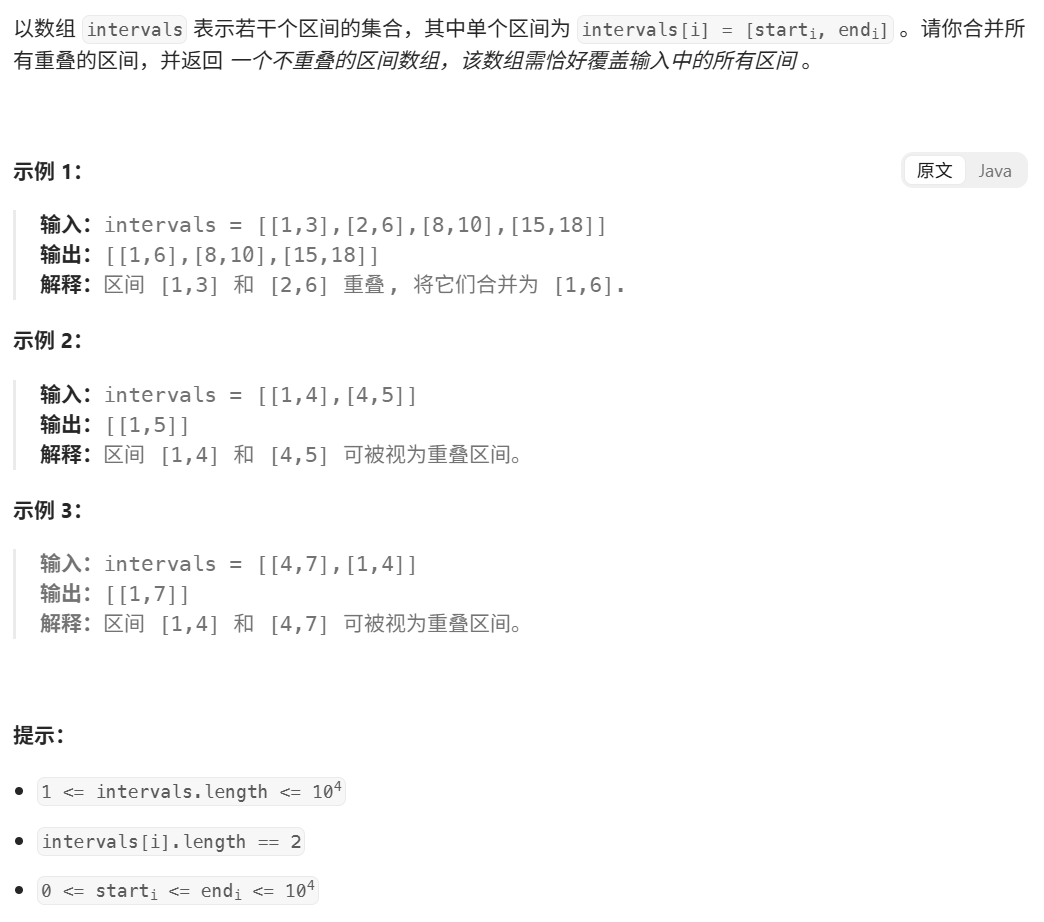 以数组 intervals 表示若干个区间的集合，其中单个区间为 intervals[i] = [starti, endi] 。请你合并所
有重叠的区间，并返回 一个不重叠的区间数组，该数组需恰好覆盖输入中的所有区间 。
示例 1：
原文 Java
输入：intervals = [[1,3],[2,6],[8,10],[15,18]]
输出：[[1,6],[8,10],[15,18]]
解释：区间 [1,3] 和 [2,6] 重叠, 将它们合并为 [1,6].
示例 2：
输入：intervals = [[1,4],[4,5]]
输出：[[1,5]]
解释：区间 [1,4] 和 [4,5] 可被视为重叠区间。
示例 3：
输入：intervals = [[4,7],[1,4]]
输出：[[1,7]]
解释：区间 [1,4] 和 [4,7] 可被视为重叠区间。
提示：
• 1 <= intervals.length <= 10⁴
• intervals[i].length == 2
• 0 <= starti <= endi <= 10⁴